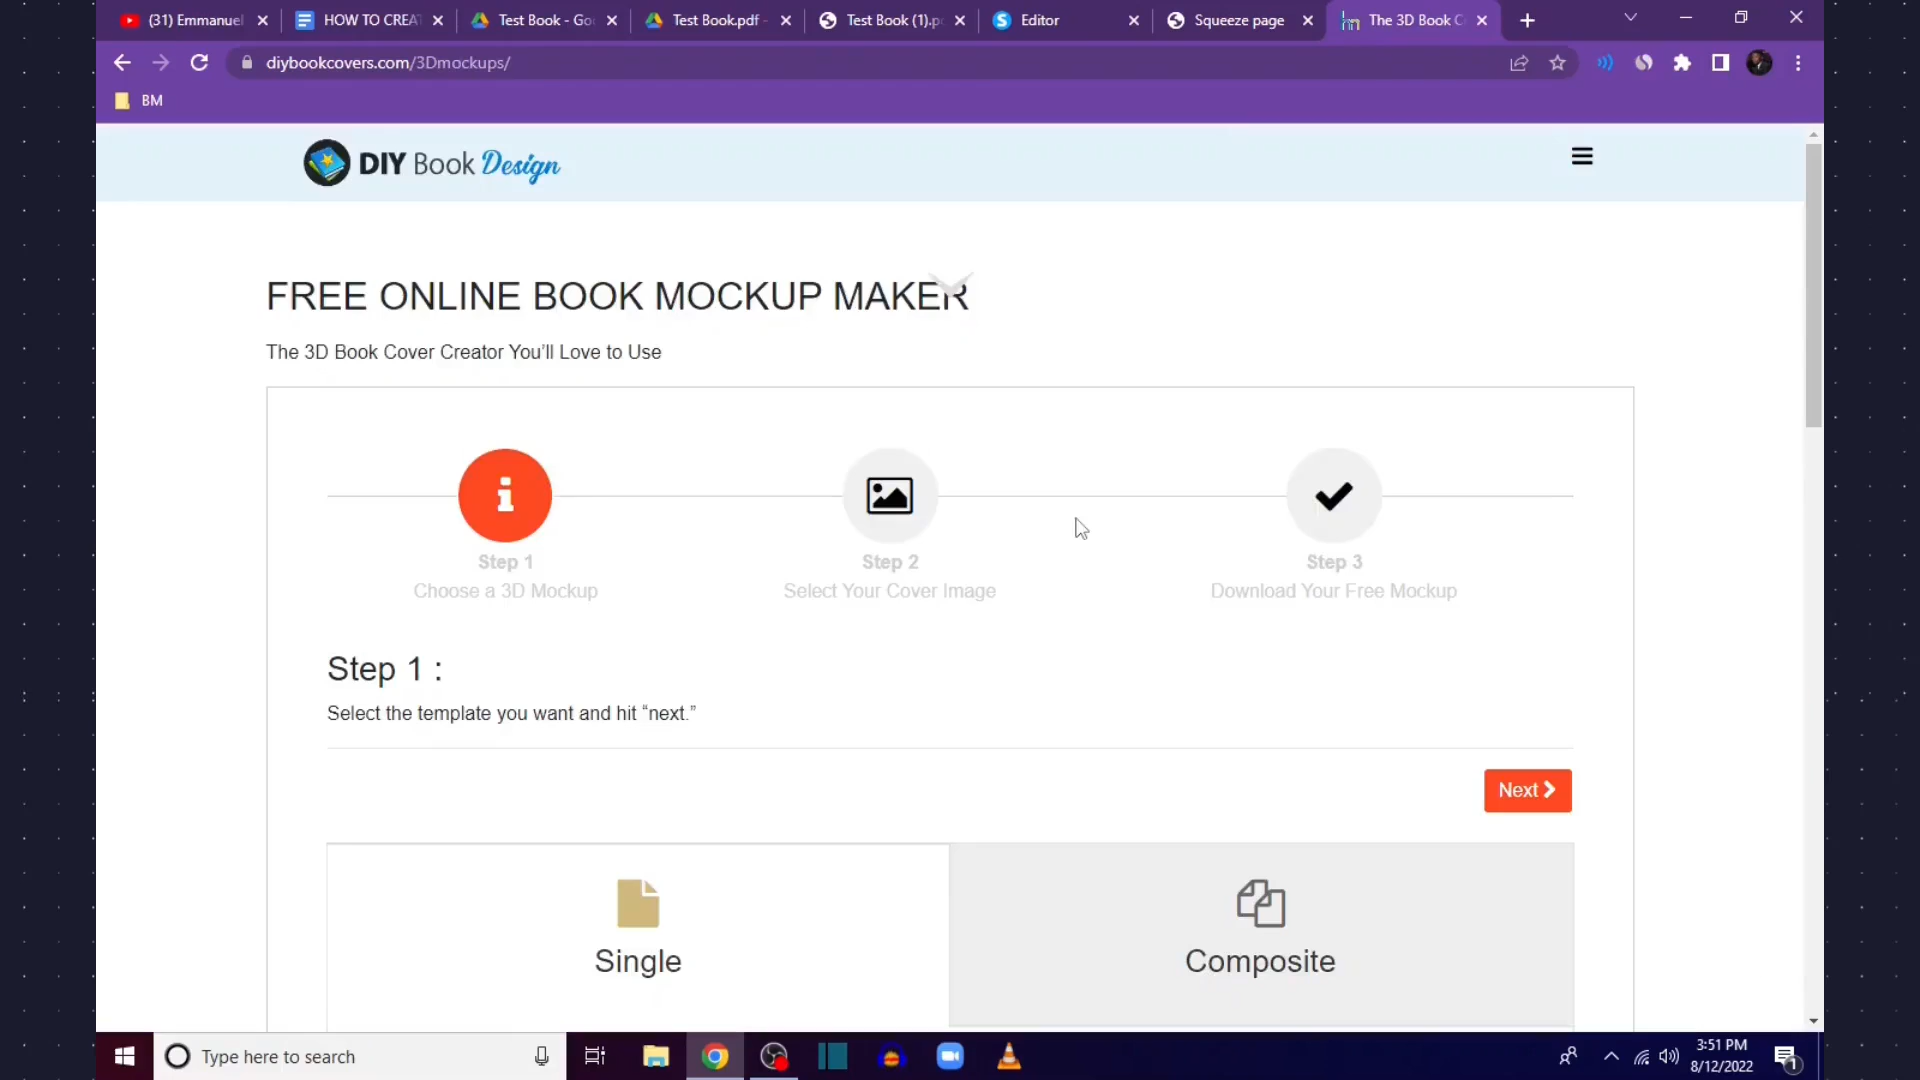 (31) Emmanuel
HOW TO CREAT
Test Book - Go
Test Book.pdf -
Test Book (1).p
Editor
Squeeze page
The 3D Book C
diybookcovers.com/3Dmockups/
BM
DIY Book Design
FREE ONLINE BOOK MOCKUP MAKER
The 3D Book Cover Creator You’ll Love to Use
Step 1
Choose a 3D Mockup
Step 2
Select Your Cover Image
Step 3
Download Your Free Mockup
Step 1 :
Select the template you want and hit “next.”
Next
Single
Composite
Type here to search
3:51 PM
8/12/2022
1